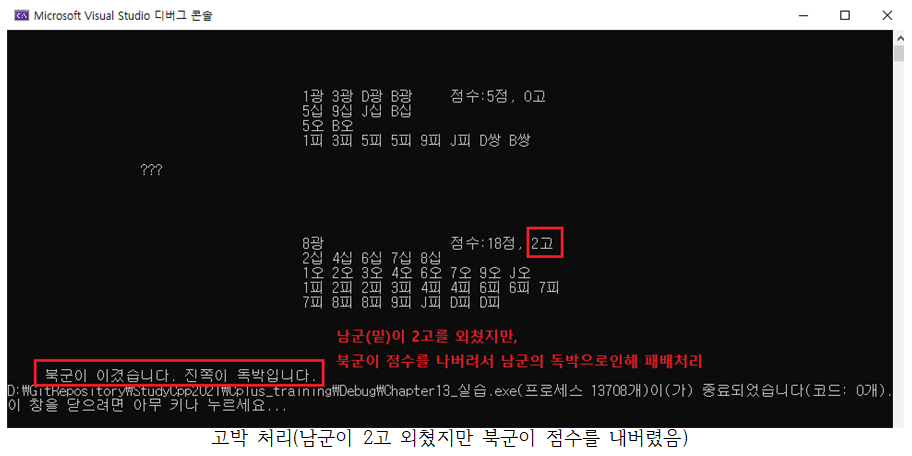 Microsoft Visual Studio 디버그 콘솔
1광 3광 D광 B광 점수:5점, 0고
5십 9십 J십 B십
5오 B오
1피 3피 5피 5피 9피 J피 D쌍 B쌍
???
8광 점수:18점, 2고
2십 4십 6십 7십 8십
1오 2오 3오 4오 6오 7오 9오 J오
1피 2피 2피 3피 4피 4피 6피 6피 7피
7피 8피 8피 9피 J피 D피 D피
남군(밑)이 2고를 외쳤지만,
북군이 점수를 나버려서 남군의 독박으로인해 패배처리
북군이 이겼습니다. 진쪽이 독박입니다.
D:\GitRepository\StudyCpp2021\Cplus_training\Debug\Chapter13_실습.exe(프로세스 13708개)이(가) 종료되었습니다(코드: 0개).
이 창을 닫으려면 아무 키나 누르세요...
고박 처리(남군이 2고 외쳤지만 북군이 점수를 내버렸음)